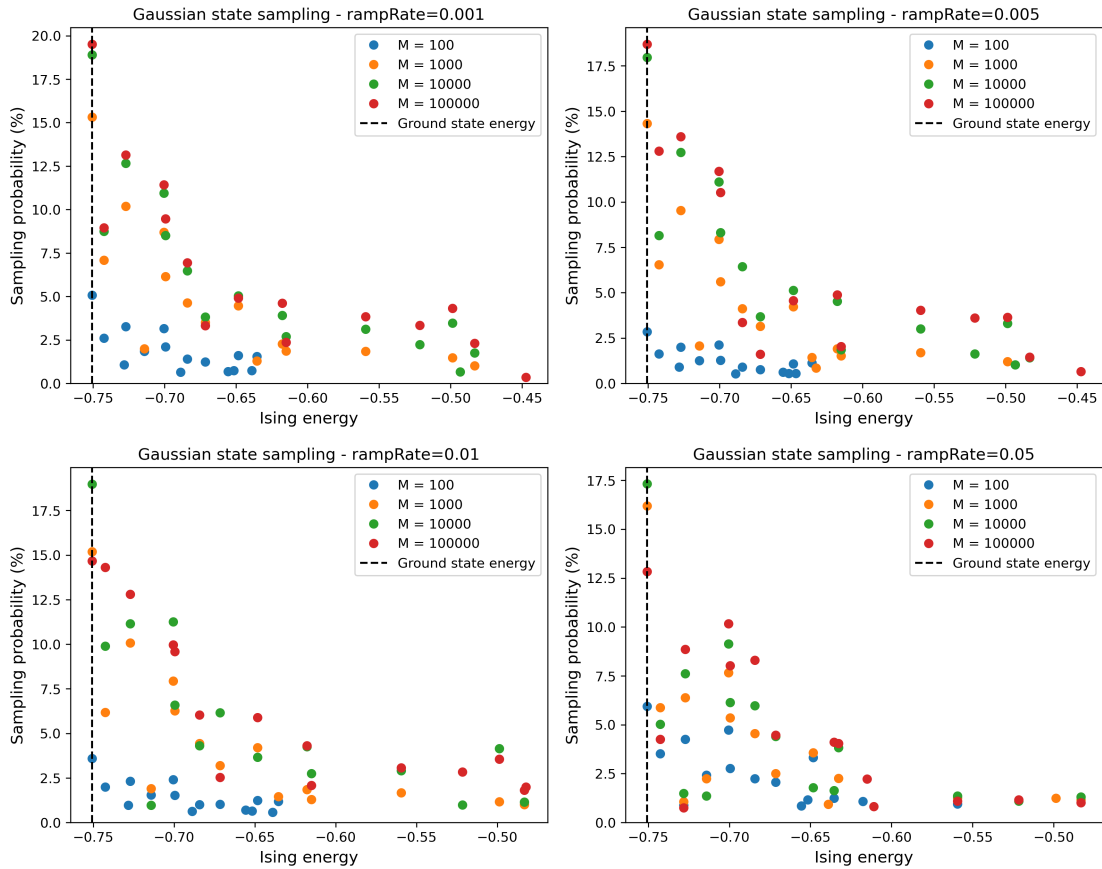 Gaussian state sampling - rampRate=0.001
Sampling probability (%)
20.0
17.5
15.0
12.5
10.0
7.5
5.0
2.5
0.0
M = 100
M = 1000
M = 10000
M = 100000
Ground state energy
−0.75 −0.70 −0.65 −0.60 −0.55 −0.50 −0.45
Ising energy
Gaussian state sampling - rampRate=0.005
Sampling probability (%)
17.5
15.0
12.5
10.0
7.5
5.0
2.5
0.0
M = 100
M = 1000
M = 10000
M = 100000
Ground state energy
−0.75 −0.70 −0.65 −0.60 −0.55 −0.50 −0.45
Ising energy
Gaussian state sampling - rampRate=0.01
Sampling probability (%)
17.5
15.0
12.5
10.0
7.5
5.0
2.5
0.0
M = 100
M = 1000
M = 10000
M = 100000
Ground state energy
−0.75 −0.70 −0.65 −0.60 −0.55 −0.50
Ising energy
Gaussian state sampling - rampRate=0.05
Sampling probability (%)
17.5
15.0
12.5
10.0
7.5
5.0
2.5
0.0
M = 100
M = 1000
M = 10000
M = 100000
Ground state energy
−0.75 −0.70 −0.65 −0.60 −0.55 −0.50
Ising energy